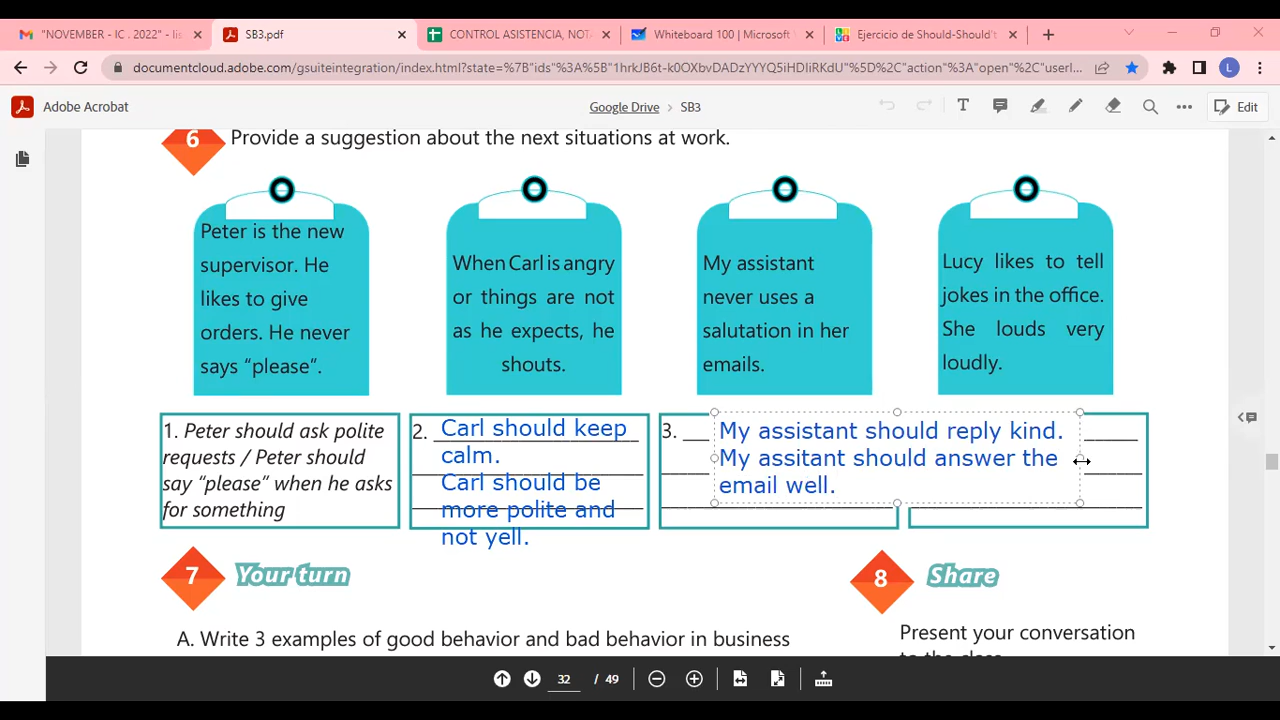 "NOVEMBER - IC . 2022" - li
SB3.pdf
CONTROL ASISTENCIA, NOT
Whiteboard 100 | Microsoft
Ejercicio de Should-Should't
documentcloud.adobe.com/gsuiteintegration/index.html?state=%7B"ids"%3A%5B"1hrkJB6t-k0OXbvDADzYYYQ5iHDIiRKdU"%5D%2C"action"%3A"open"%2C"userI...
L
Adobe Acrobat
Google Drive
SB3
T
Edit
6 Provide a suggestion about the next situations at work.
Peter is the new
supervisor. He
likes to give
orders. He never
says “please”.
When Carl is angry
or things are not
as he expects, he
shouts.
My assistant
never uses a
salutation in her
emails.
Lucy likes to tell
jokes in the office.
She louds very
loudly.
1. Peter should ask polite
requests / Peter should
say “please” when he asks
for something
2. Carl should keep
calm.
Carl should be
more polite and
not yell.
3. My assistant should reply kind.
My assitant should answer the
email well.
7 Your turn
A. Write 3 examples of good behavior and bad behavior in business
8 Share
Present your conversation
to the class
32 / 49